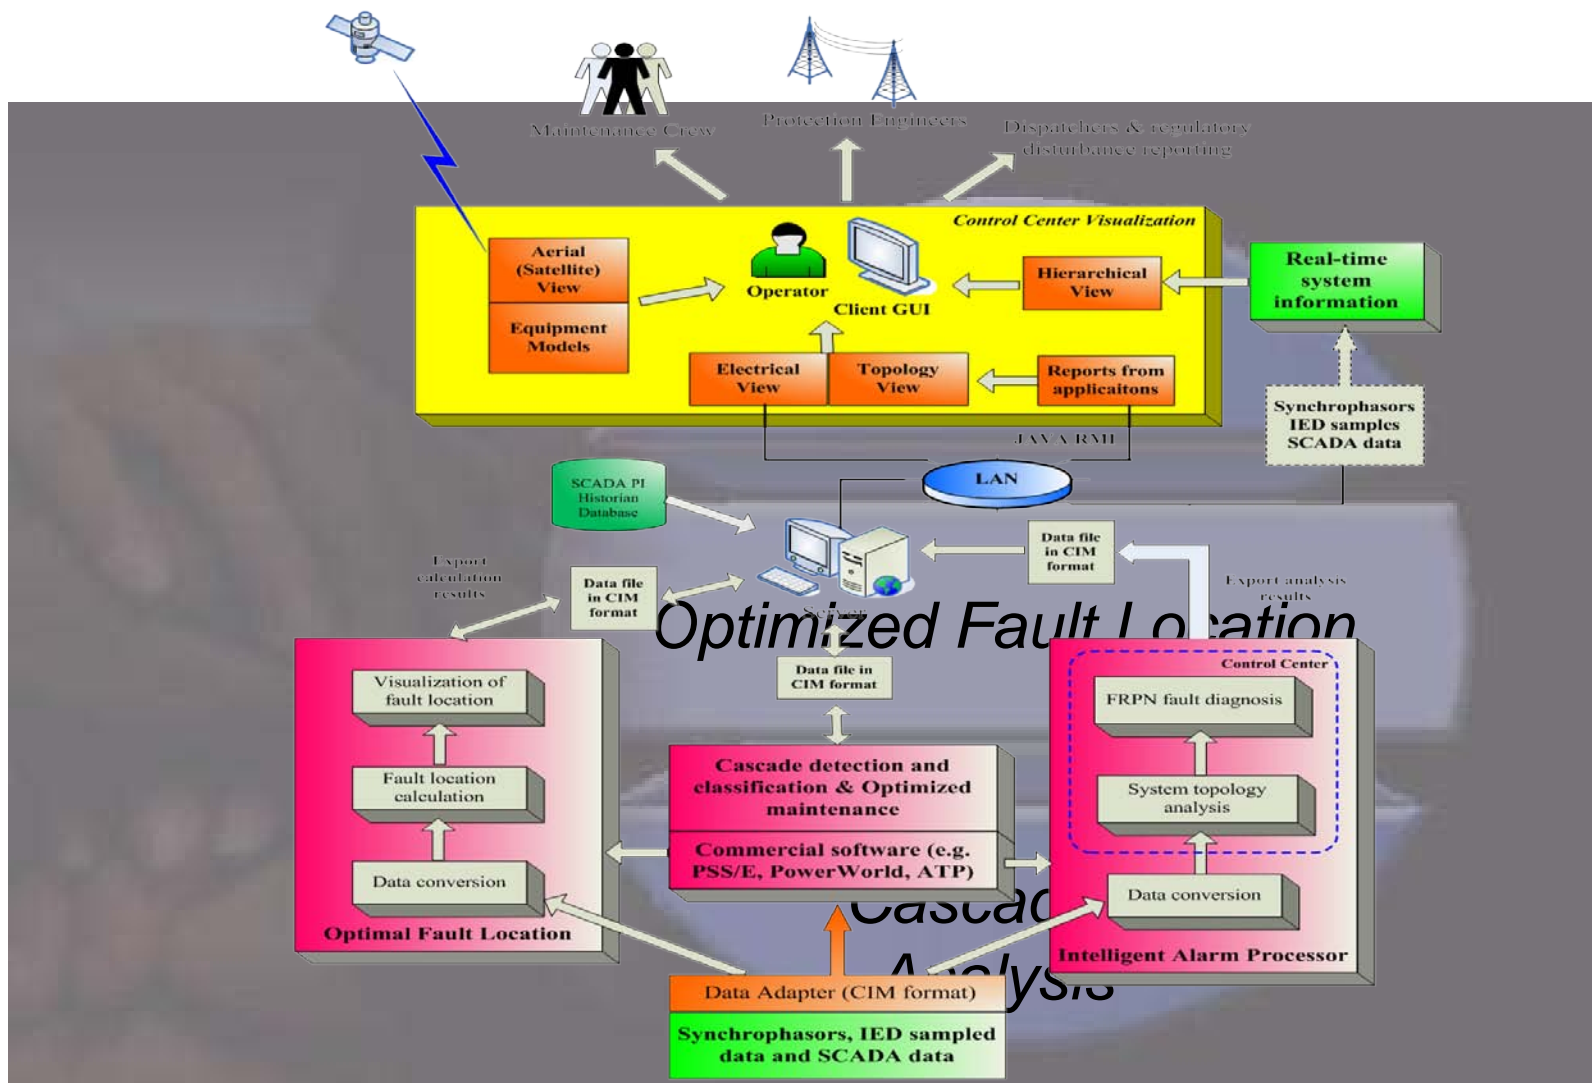 Maintenance Crew
Protection Engineers
Dispatchers & regulatory
disturbance reporting
Control Center Visualization
Aerial
(Satellite)
View
Equipment
Models
Operator
Client GUI
Hierarchical
View
Real-time
system
information
Electrical
View
Topology
View
Reports from
applicaitons
Synchrophasors
IED samples
SCADA data
JAVA RMI
LAN
SCADA PI
Historian
Database
Server
Data file
in CIM
format
Export
calculation
results
Data file
in CIM
format
Export analysis
results
Optimized Fault Location
Data file in
CIM format
Visualization of
fault location
Fault location
calculation
Data conversion
Optimal Fault Location
Cascade detection and
classification & Optimized
maintenance
Commercial software (e.g.
PSS/E, PowerWorld, ATP)
Control Center
FRPN fault diagnosis
System topology
analysis
Data conversion
Intelligent Alarm Processor
Analysis
Data Adapter (CIM format)
Synchrophasors, IED sampled
data and SCADA data